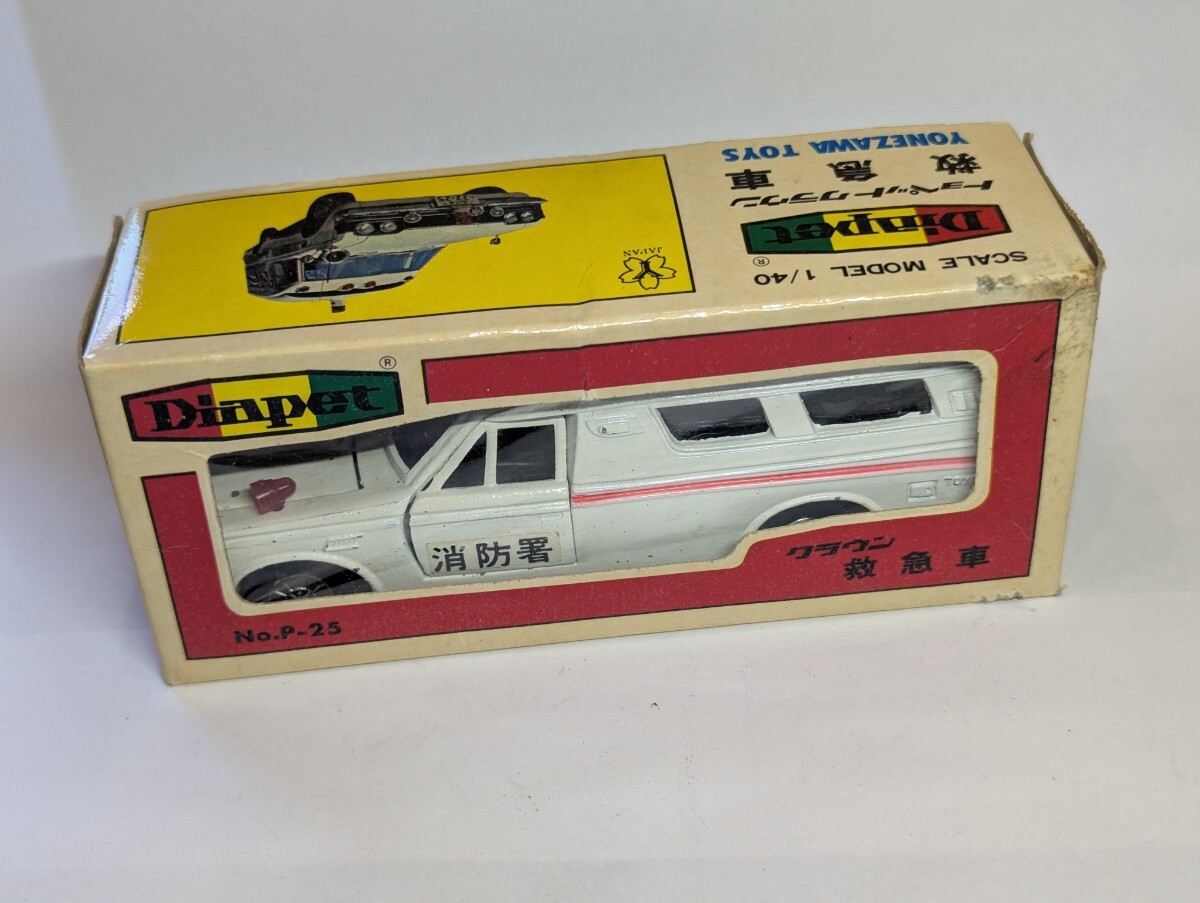 YONEZAWA TOYS
救急車
トヨペットクラウン
Diapet ®
SCALE MODEL 1/40
JAPAN
Diapet ®
TOY
消防署
クラウン
救急車
No.P-25